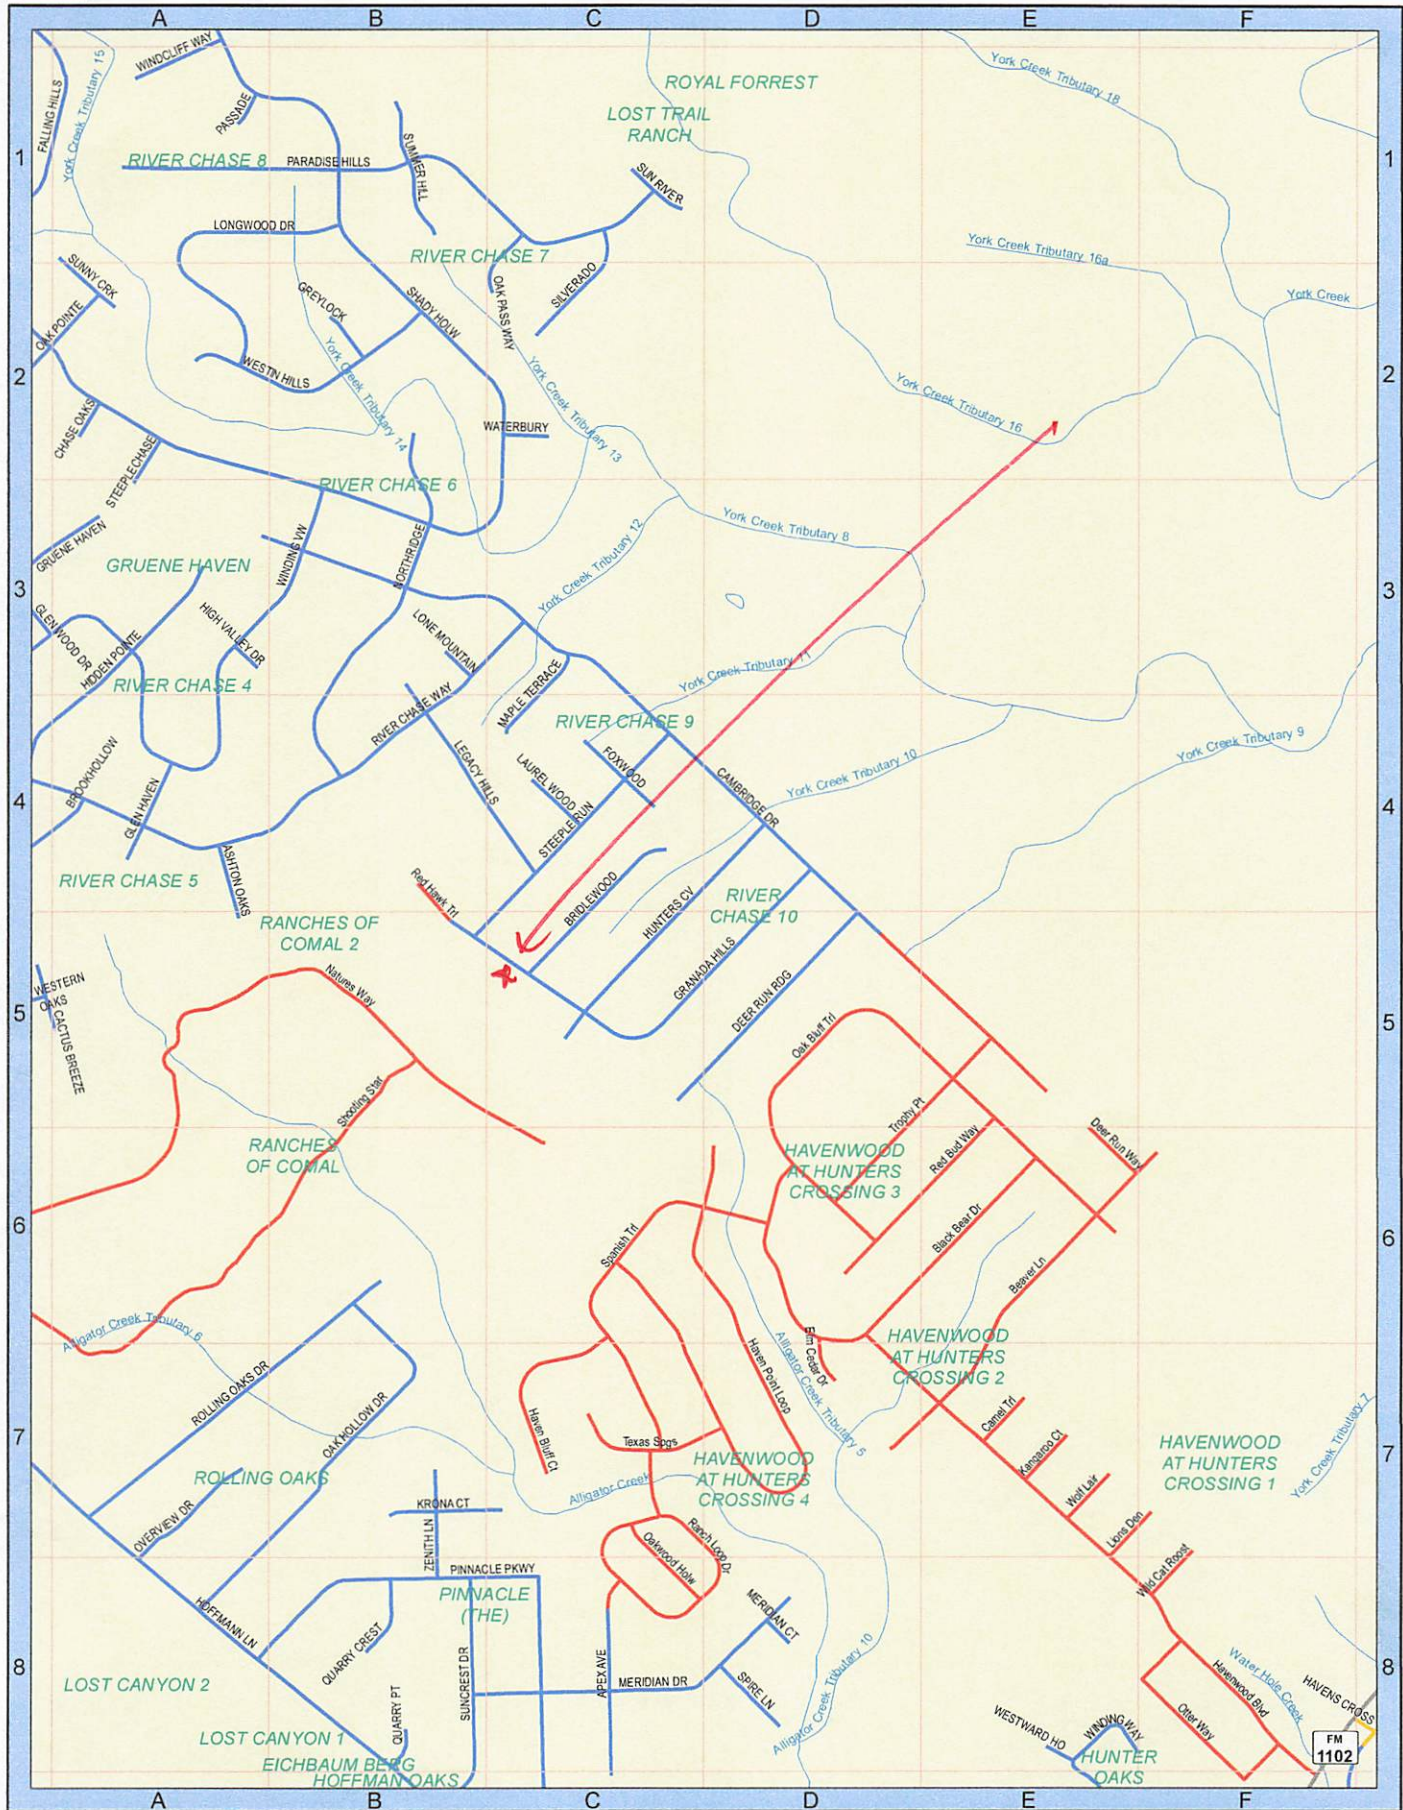 A B C D E F
WINDCLIFF WAY
York Creek Tributary 15
FALLING HILLS
PASSADE
ROYAL FORREST
LOST TRAIL
RANCH
York Creek Tributary 18
1 1
RIVER CHASE 8
PARADISE HILLS
SUMMER HILL
SUN RIVER
LONGWOOD DR
RIVER CHASE 7
York Creek Tributary 16a
SUNNY CRK
OAK POINTE
GREYLOCK
SHADY HOLW
OAK PASS WAY
SILVERADO
York Creek
2 2
WESTIN HILLS
York Creek Tributary 14
York Creek Tributary 13
York Creek Tributary 16
CHASE OAKS
STEEPLECHASE
WATERBURY
RIVER CHASE 6
York Creek Tributary 12
York Creek Tributary 8
GRUENE HAVEN
GRUENE HAVEN
WINDING VW
NORTHRIDGE
3 3
GLENWOOD DR
HIDDEN POINTE
HIGH VALLEY DR
LONE MOUNTAIN
York Creek Tributary 11
RIVER CHASE 4
RIVER CHASE WAY
MAPLE TERRACE
RIVER CHASE 9
York Creek Tributary 9
BROOKHOLLOW
LEGACY HILLS
LAURELWOOD
FOXWOOD
York Creek Tributary 10
CAMBRIDGE DR
4 4
GLEN HAVEN
STEEPLE RUN
RIVER CHASE 5
ASHTON OAKS
Red Hawk Trl
BRIDLEWOOD
HUNTERS CV
RIVER
CHASE 10
RANCHES OF
COMAL 2
GRANADA HILLS
DEER RUN RDG
WESTERN
OAKS
CACTUS BREEZE
Natures Way
5 5
Oak Bluff Trl
Shooting Star
RANCHES
OF COMAL
Trophy Pt
Red Bud Way
Deer Run Way
HAVENWOOD
AT HUNTERS
CROSSING 3
6 6
Spanish Trl
Black Bear Dr
Beaver Ln
Alligator Creek Tributary 6
Elm Cedar Dr
HAVENWOOD
AT HUNTERS
CROSSING 2
ROLLING OAKS DR
OAK HOLLOW DR
Haven Point Loop
Alligator Creek Tributary 5
Haven Bluff Ct
Camel Trl
Texas Spgs
Kangaroo Ct
York Creek Tributary 7
7 7
ROLLING OAKS
HAVENWOOD
AT HUNTERS
CROSSING 4
HAVENWOOD
AT HUNTERS
CROSSING 1
Alligator Creek
Wolf Lair
KRONA CT
OVERVIEW DR
ZENITH LN
Lions Den
Ranch Loop Dr
Oakwood Holw
Wild Cat Roost
PINNACLE PKWY
PINNACLE
(THE)
HOFFMANN LN
MERIDIAN CT
QUARRY CREST
8 8
LOST CANYON 2
SUNCREST DR
APEX AVE
MERIDIAN DR
SPIRE LN
Alligator Creek Tributary 10
Water Hole Creek
Havenwood Blvd
QUARRY PT
Otter Way
HAVENS CROSS
LOST CANYON 1
WESTWARD HO
WINDING WAY
FM
1102
EICHBAUM BERG
HOFFMAN OAKS
HUNTER
OAKS
A B C D E F